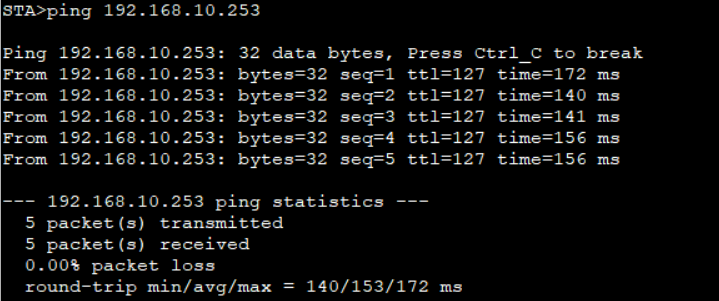 STA>ping 192.168.10.253
Ping 192.168.10.253: 32 data bytes, Press Ctrl_C to break
From 192.168.10.253: bytes=32 seq=1 ttl=127 time=172 ms
From 192.168.10.253: bytes=32 seq=2 ttl=127 time=140 ms
From 192.168.10.253: bytes=32 seq=3 ttl=127 time=141 ms
From 192.168.10.253: bytes=32 seq=4 ttl=127 time=156 ms
From 192.168.10.253: bytes=32 seq=5 ttl=127 time=156 ms
--- 192.168.10.253 ping statistics ---
5 packet(s) transmitted
5 packet(s) received
0.00% packet loss
round-trip min/avg/max = 140/153/172 ms